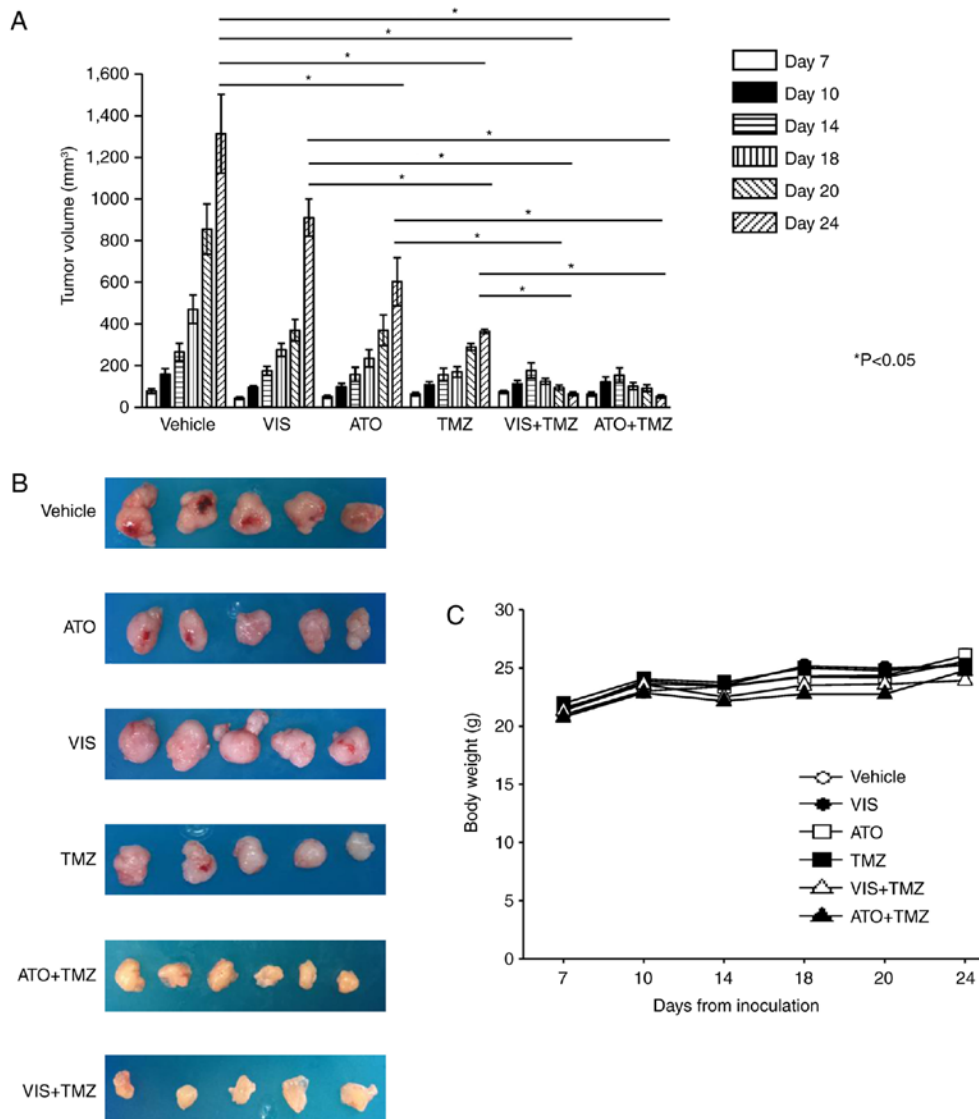 A
*
*
*
*
*
*
*
*
*
*
*
Tumor volume (mm³)
1,600
1,400
1,200
1000
800
600
400
200
0
Vehicle
VIS
ATO
TMZ
VIS+TMZ
ATO+TMZ
Day 7
Day 10
Day 14
Day 18
Day 20
Day 24
*P<0.05
B
Vehicle
ATO
VIS
TMZ
ATO+TMZ
VIS+TMZ
C
Body weight (g)
30
25
20
15
10
5
0
7
10
14
18
20
24
Days from inoculation
Vehicle
VIS
ATO
TMZ
VIS+TMZ
ATO+TMZ